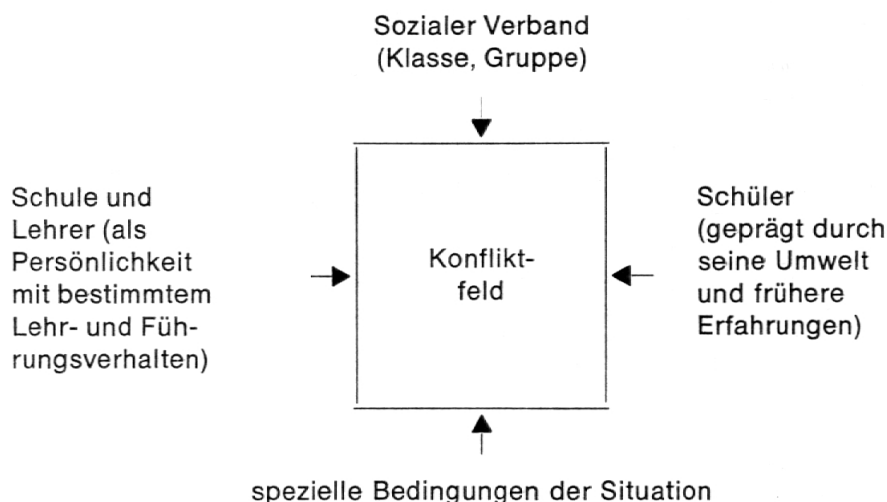 Sozialer Verband
(Klasse, Gruppe)
Schule und
Lehrer (als
Persönlichkeit
mit bestimmtem
Lehr- und Füh-
rungsverhalten)
Konflikt-
feld
Schüler
(geprägt durch
seine Umwelt
und frühere
Erfahrungen)
spezielle Bedingungen der Situation